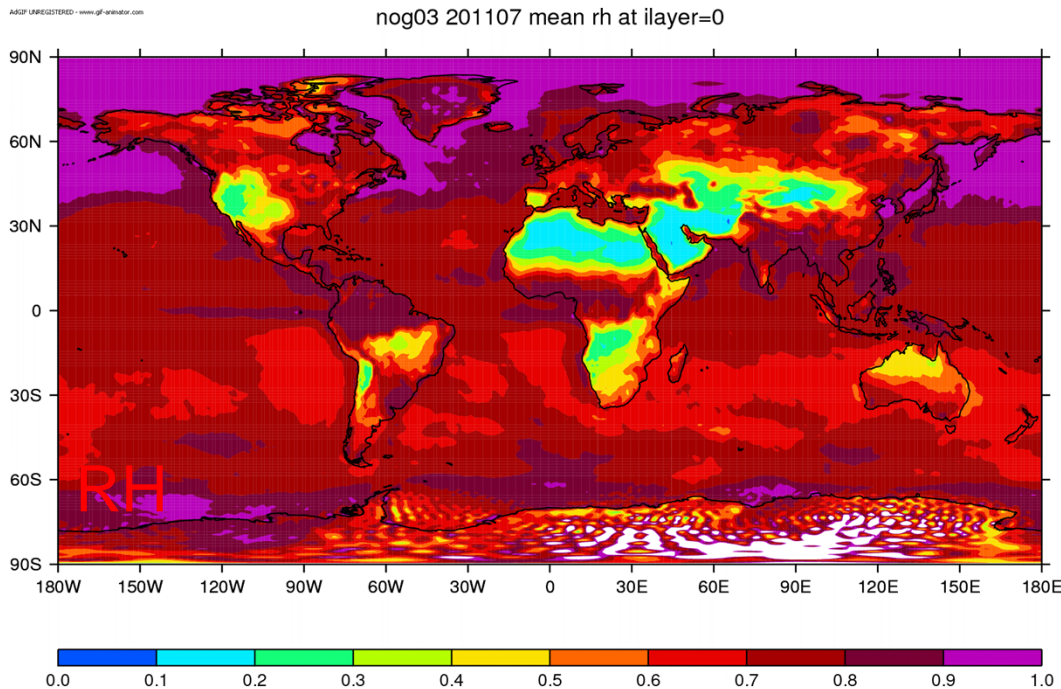 AdGIF UNREGISTERED - www.gif-animator.com
nog03 201107 mean rh at ilayer=0
90N
60N
30N
0
30S
60S
90S
RH
180W 150W 120W 90W 60W 30W 0 30E 60E 90E 120E 150E 180E
0.0 0.1 0.2 0.3 0.4 0.5 0.6 0.7 0.8 0.9 1.0